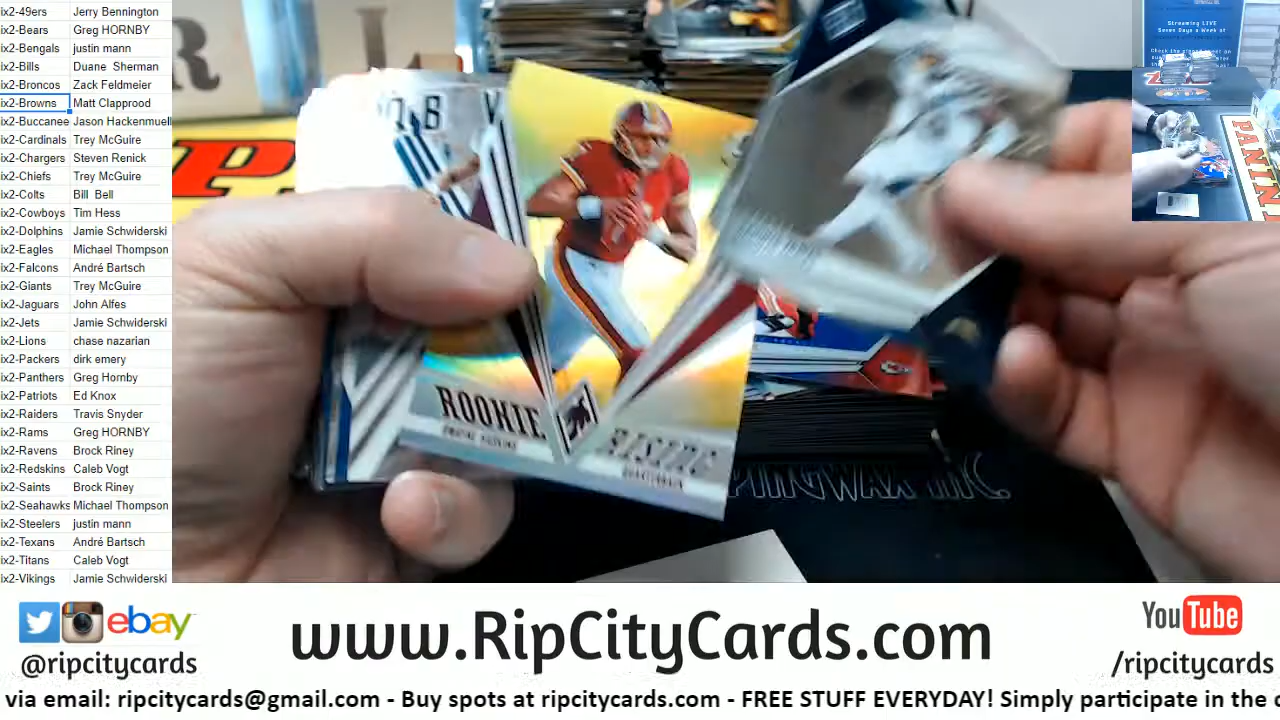 ix2-49ers Jerry Bennington
ix2-Bears Greg HORNBY
ix2-Bengals justin mann
ix2-Bills Duane Sherman
ix2-Broncos Zack Feldmeier
ix2-Browns Matt Clapprood
ix2-Buccanee Jason Hackenmuell
ix2-Cardinals Trey McGuire
ix2-Chargers Steven Renick
ix2-Chiefs Trey McGuire
ix2-Colts Bill Bell
ix2-Cowboys Tim Hess
ix2-Dolphins Jamie Schwiderski
ix2-Eagles Michael Thompson
ix2-Falcons André Bartsch
ix2-Giants Trey McGuire
ix2-Jaguars John Alfes
ix2-Jets Jamie Schwiderski
ix2-Lions chase nazarian
ix2-Packers dirk emery
ix2-Panthers Greg Hornby
ix2-Patriots Ed Knox
ix2-Raiders Travis Snyder
ix2-Rams Greg HORNBY
ix2-Ravens Brock Riney
ix2-Redskins Caleb Vogt
ix2-Saints Brock Riney
ix2-Seahawks Michael Thompson
ix2-Steelers justin mann
ix2-Texans André Bartsch
ix2-Titans Caleb Vogt
ix2-Vikings Jamie Schwiderski
ROOKIE
Streaming LIVE
Seven Days a Week at
PANINI
ebay
@ripcitycards
www.RipCityCards.com
YouTube
/ripcitycards
via email: ripcitycards@gmail.com - Buy spots at ripcitycards.com - FREE STUFF EVERYDAY! Simply participate in the c